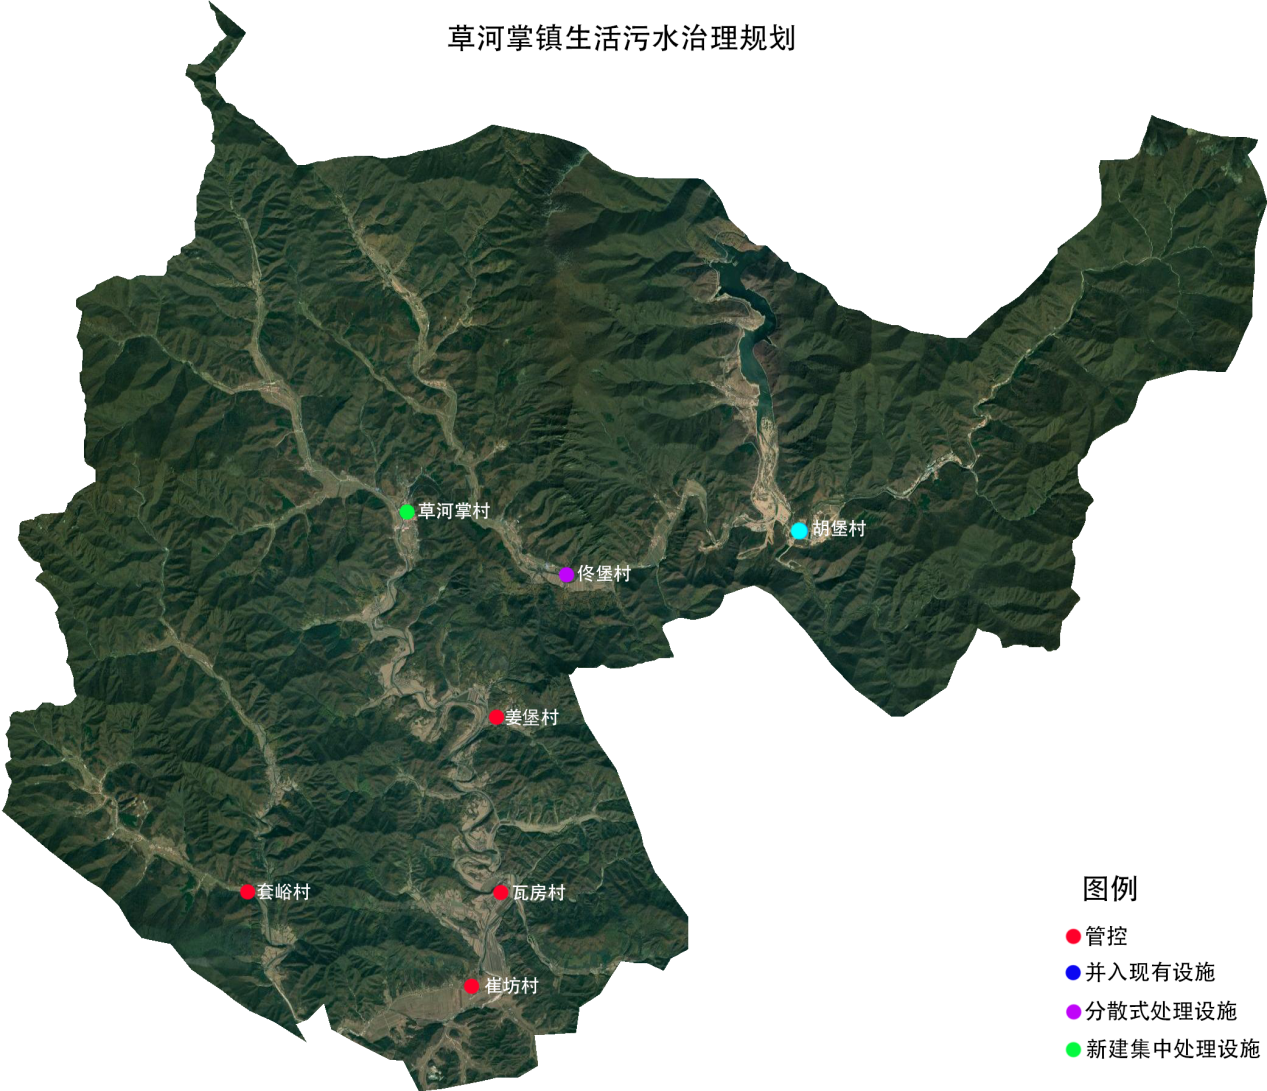 草河掌镇生活污水治理规划
草河掌村
胡堡村
佟堡村
姜堡村
套峪村
瓦房村
崔坊村
图例
管控
并入现有设施
分散式处理设施
新建集中处理设施